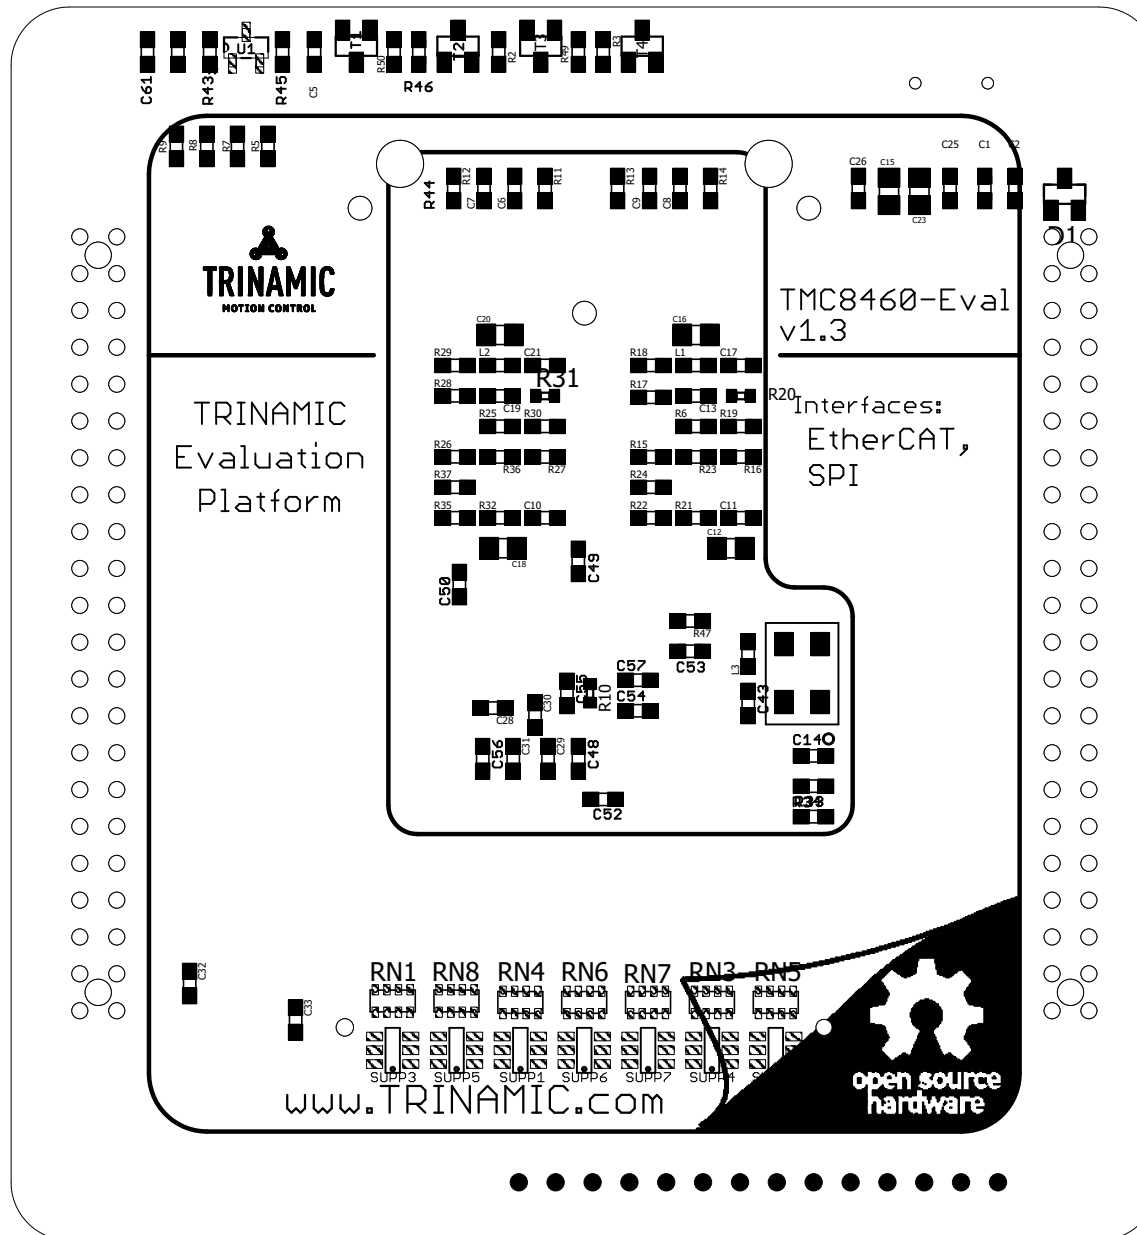 C61
R43
U1
R45
C5
T1
R50
R46
T2
R2
T3
R49
R3
T4
R9
R8
R7
R5
R44
R12
C7
C6
R11
R13
C9
C8
R14
C26
C15
C23
C25
C1
C2
D1
TRINAMIC
MOTION CONTROL
TMC8460-Eval
v1.3
C20
C16
R29
L2
C21
R18
L1
C17
R28
R31
R17
R20
C19
C13
R25
R30
R6
R19
TRINAMIC
Evaluation
Platform
Interfaces:
EtherCAT,
SPI
R26
R36
R27
R15
R23
R16
R37
R24
R35
R32
C10
R22
R21
C11
C18
C12
C50
C49
R47
C53
L3
C57
C54
C55
R10
C43
C28
C30
C56
C31
C29
C48
C14
C52
C32
C33
RN1 RN8 RN4 RN6 RN7 RN3 RN5
SUPP3 SUPP5 SUPP1 SUPP6 SUPP7 SUPP4
www.TRINAMIC.com
open source
hardware